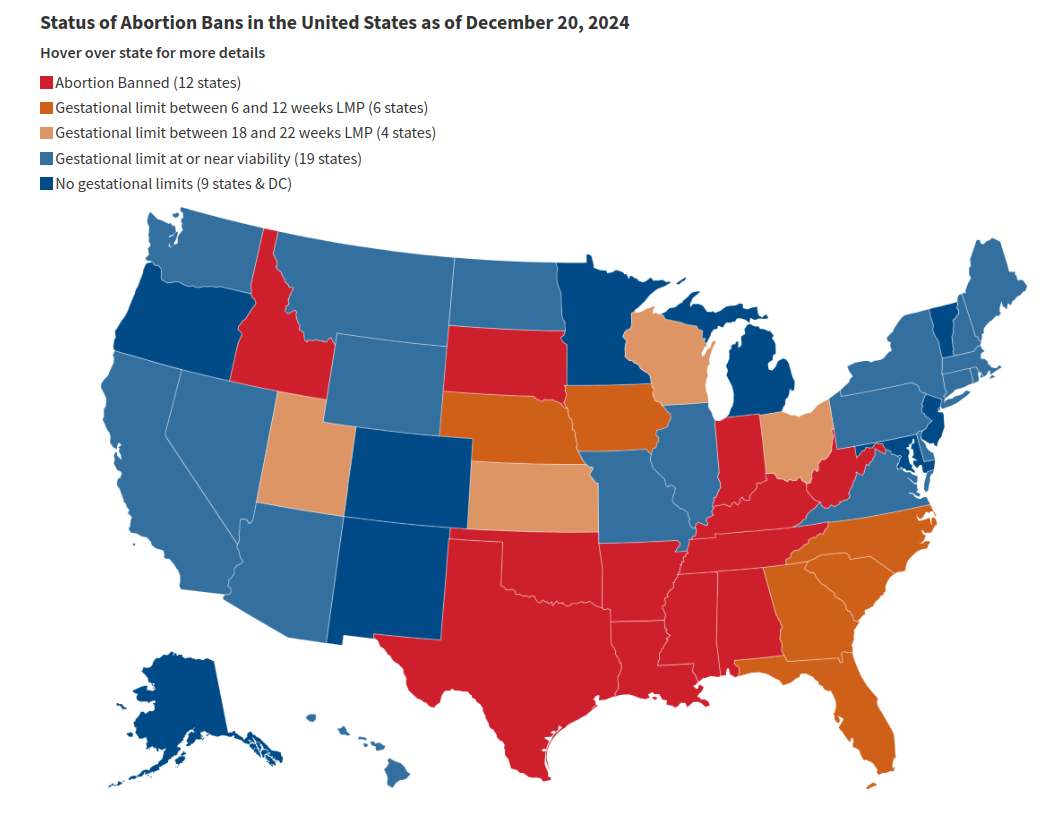 Status of Abortion Bans in the United States as of December 20, 2024
Hover over state for more details
Abortion Banned (12 states)
Gestational limit between 6 and 12 weeks LMP (6 states)
Gestational limit between 18 and 22 weeks LMP (4 states)
Gestational limit at or near viability (19 states)
No gestational limits (9 states & DC)